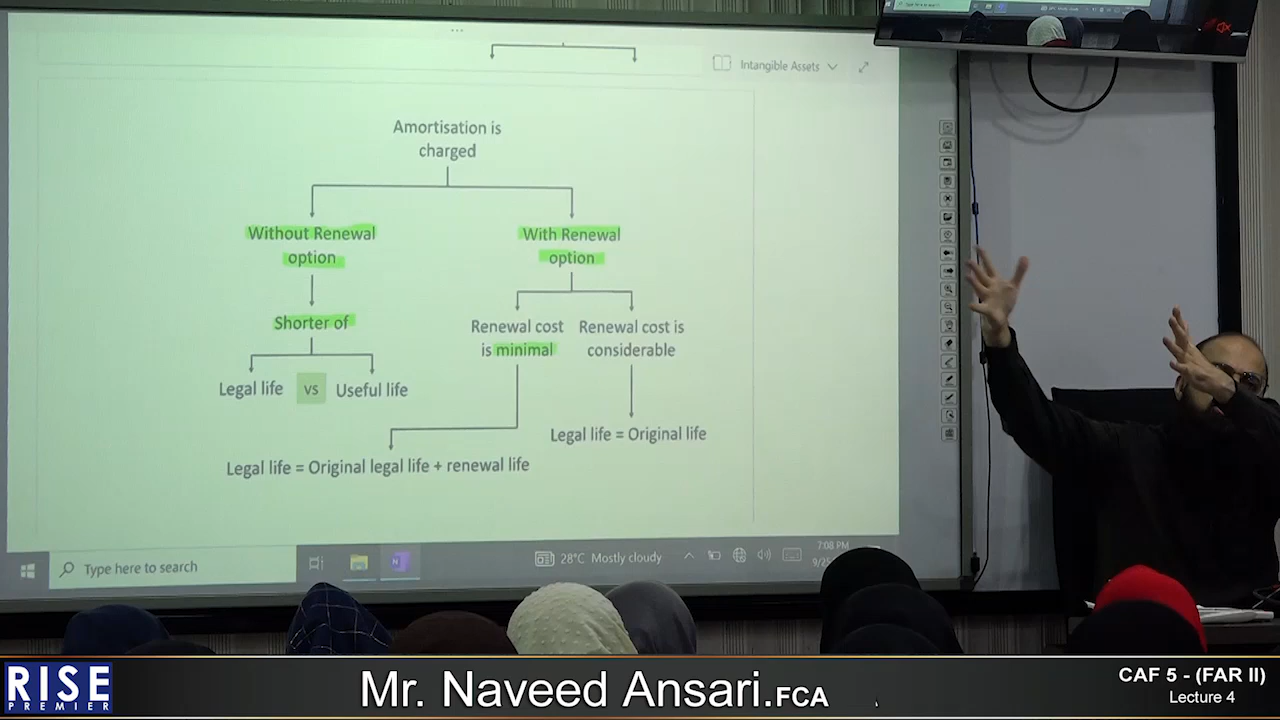 Intangible Assets
Amortisation is
charged
Without Renewal
option
With Renewal
option
Shorter of
Legal life vs Useful life
Renewal cost
is minimal
Renewal cost is
considerable
Legal life = Original life
Legal life = Original legal life + renewal life
Type here to search
28°C Mostly cloudy
7:08 PM
RISE
PREMIER
Mr. Naveed Ansari.FCA
CAF 5 - (FAR II)
Lecture 4